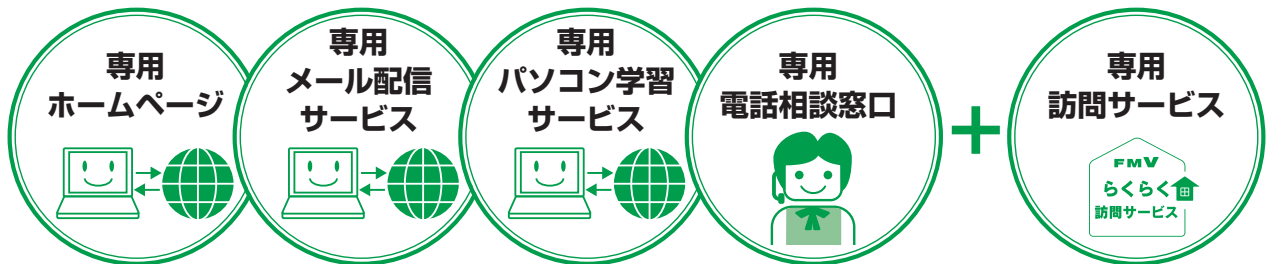 専用
ホームページ
専用
メール配信
サービス
専用
パソコン学習
サービス
専用
電話相談窓口
+
専用
訪問サービス
FMV
らくらく
訪問サービス